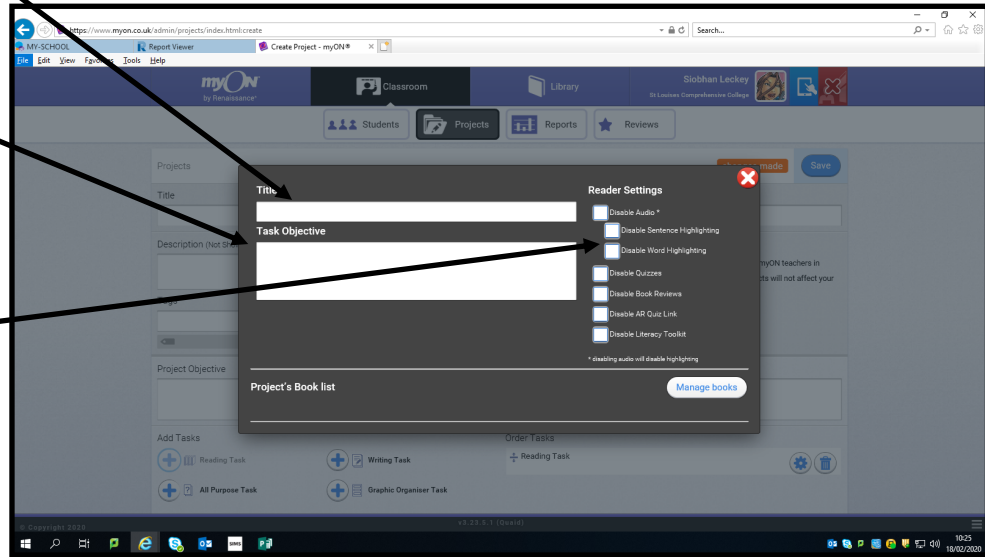 https://www.myon.co.uk/admin/projects/index.html:create
Search...
MY-SCHOOL
Report Viewer
Create Project - myON®
File Edit View Favorites Tools Help
myON
by Renaissance
Classroom
Library
Siobhan Leckey
St Louises Comprehensive College
Students
Projects
Reports
Reviews
Projects
made
Save
Title
Description (Not Sh
myON teachers in
cts will not affect your
Project Objective
Title
Task Objective
Reader Settings
Disable Audio *
Disable Sentence Highlighting
Disable Word Highlighting
Disable Quizzes
Disable Book Reviews
Disable AR Quiz Link
Disable Literacy Toolkit
* disabling audio will disable highlighting
Project's Book list
Manage books
Add Tasks
Order Tasks
Reading Task
Writing Task
Reading Task
All Purpose Task
Graphic Organiser Task
© Copyright 2020
10:25
18/02/2020